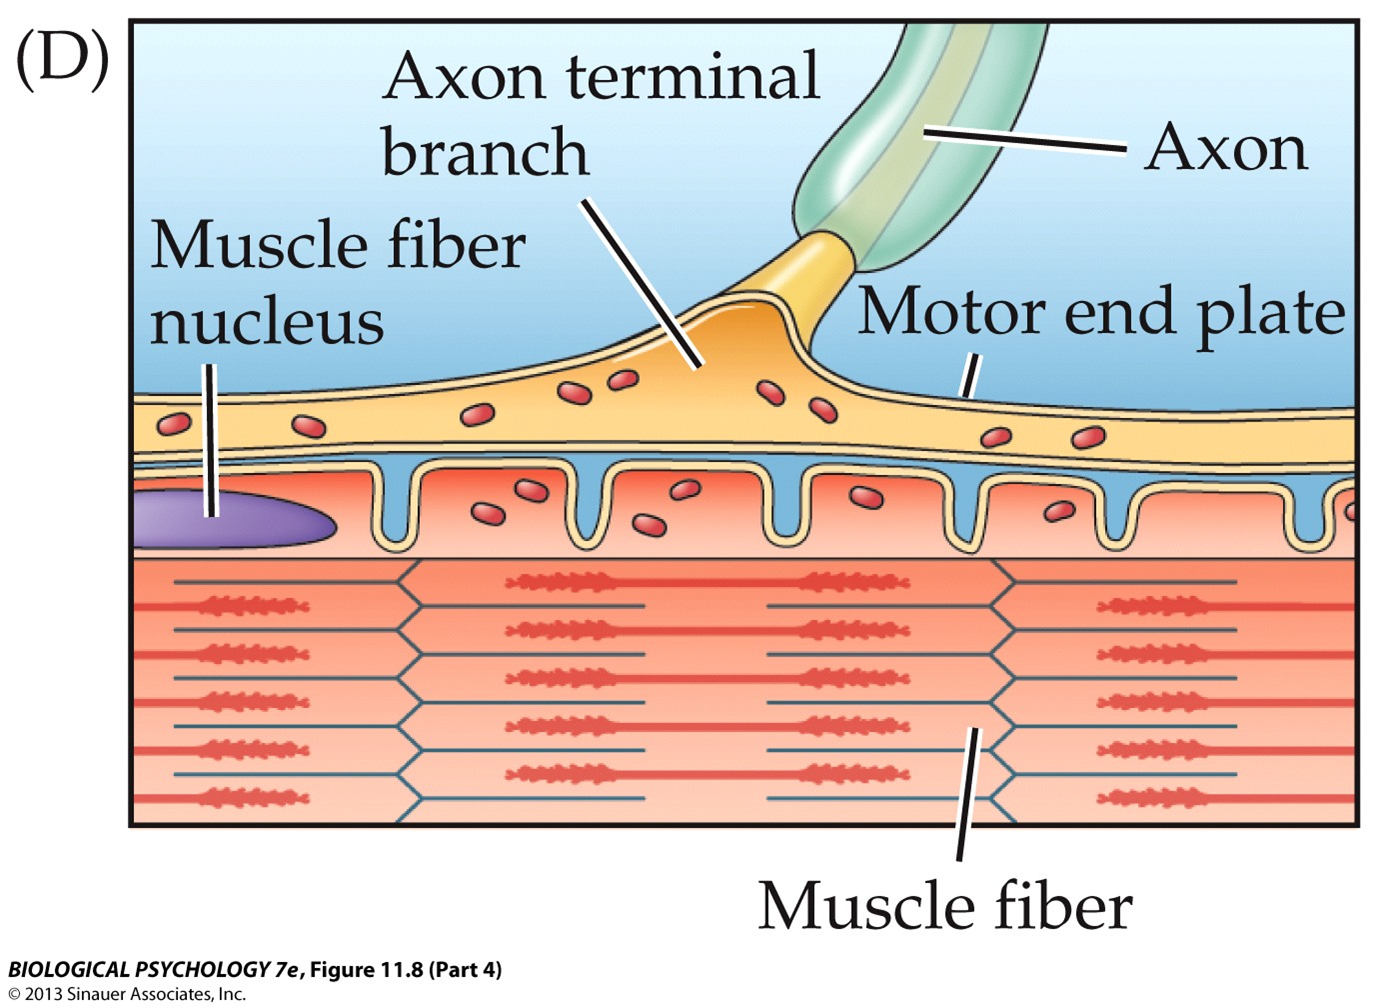 (D)
Axon terminal
branch
Axon
Muscle fiber
nucleus
Motor end plate
Muscle fiber
BIOLOGICAL PSYCHOLOGY 7e, Figure 11.8 (Part 4)
© 2013 Sinauer Associates, Inc.